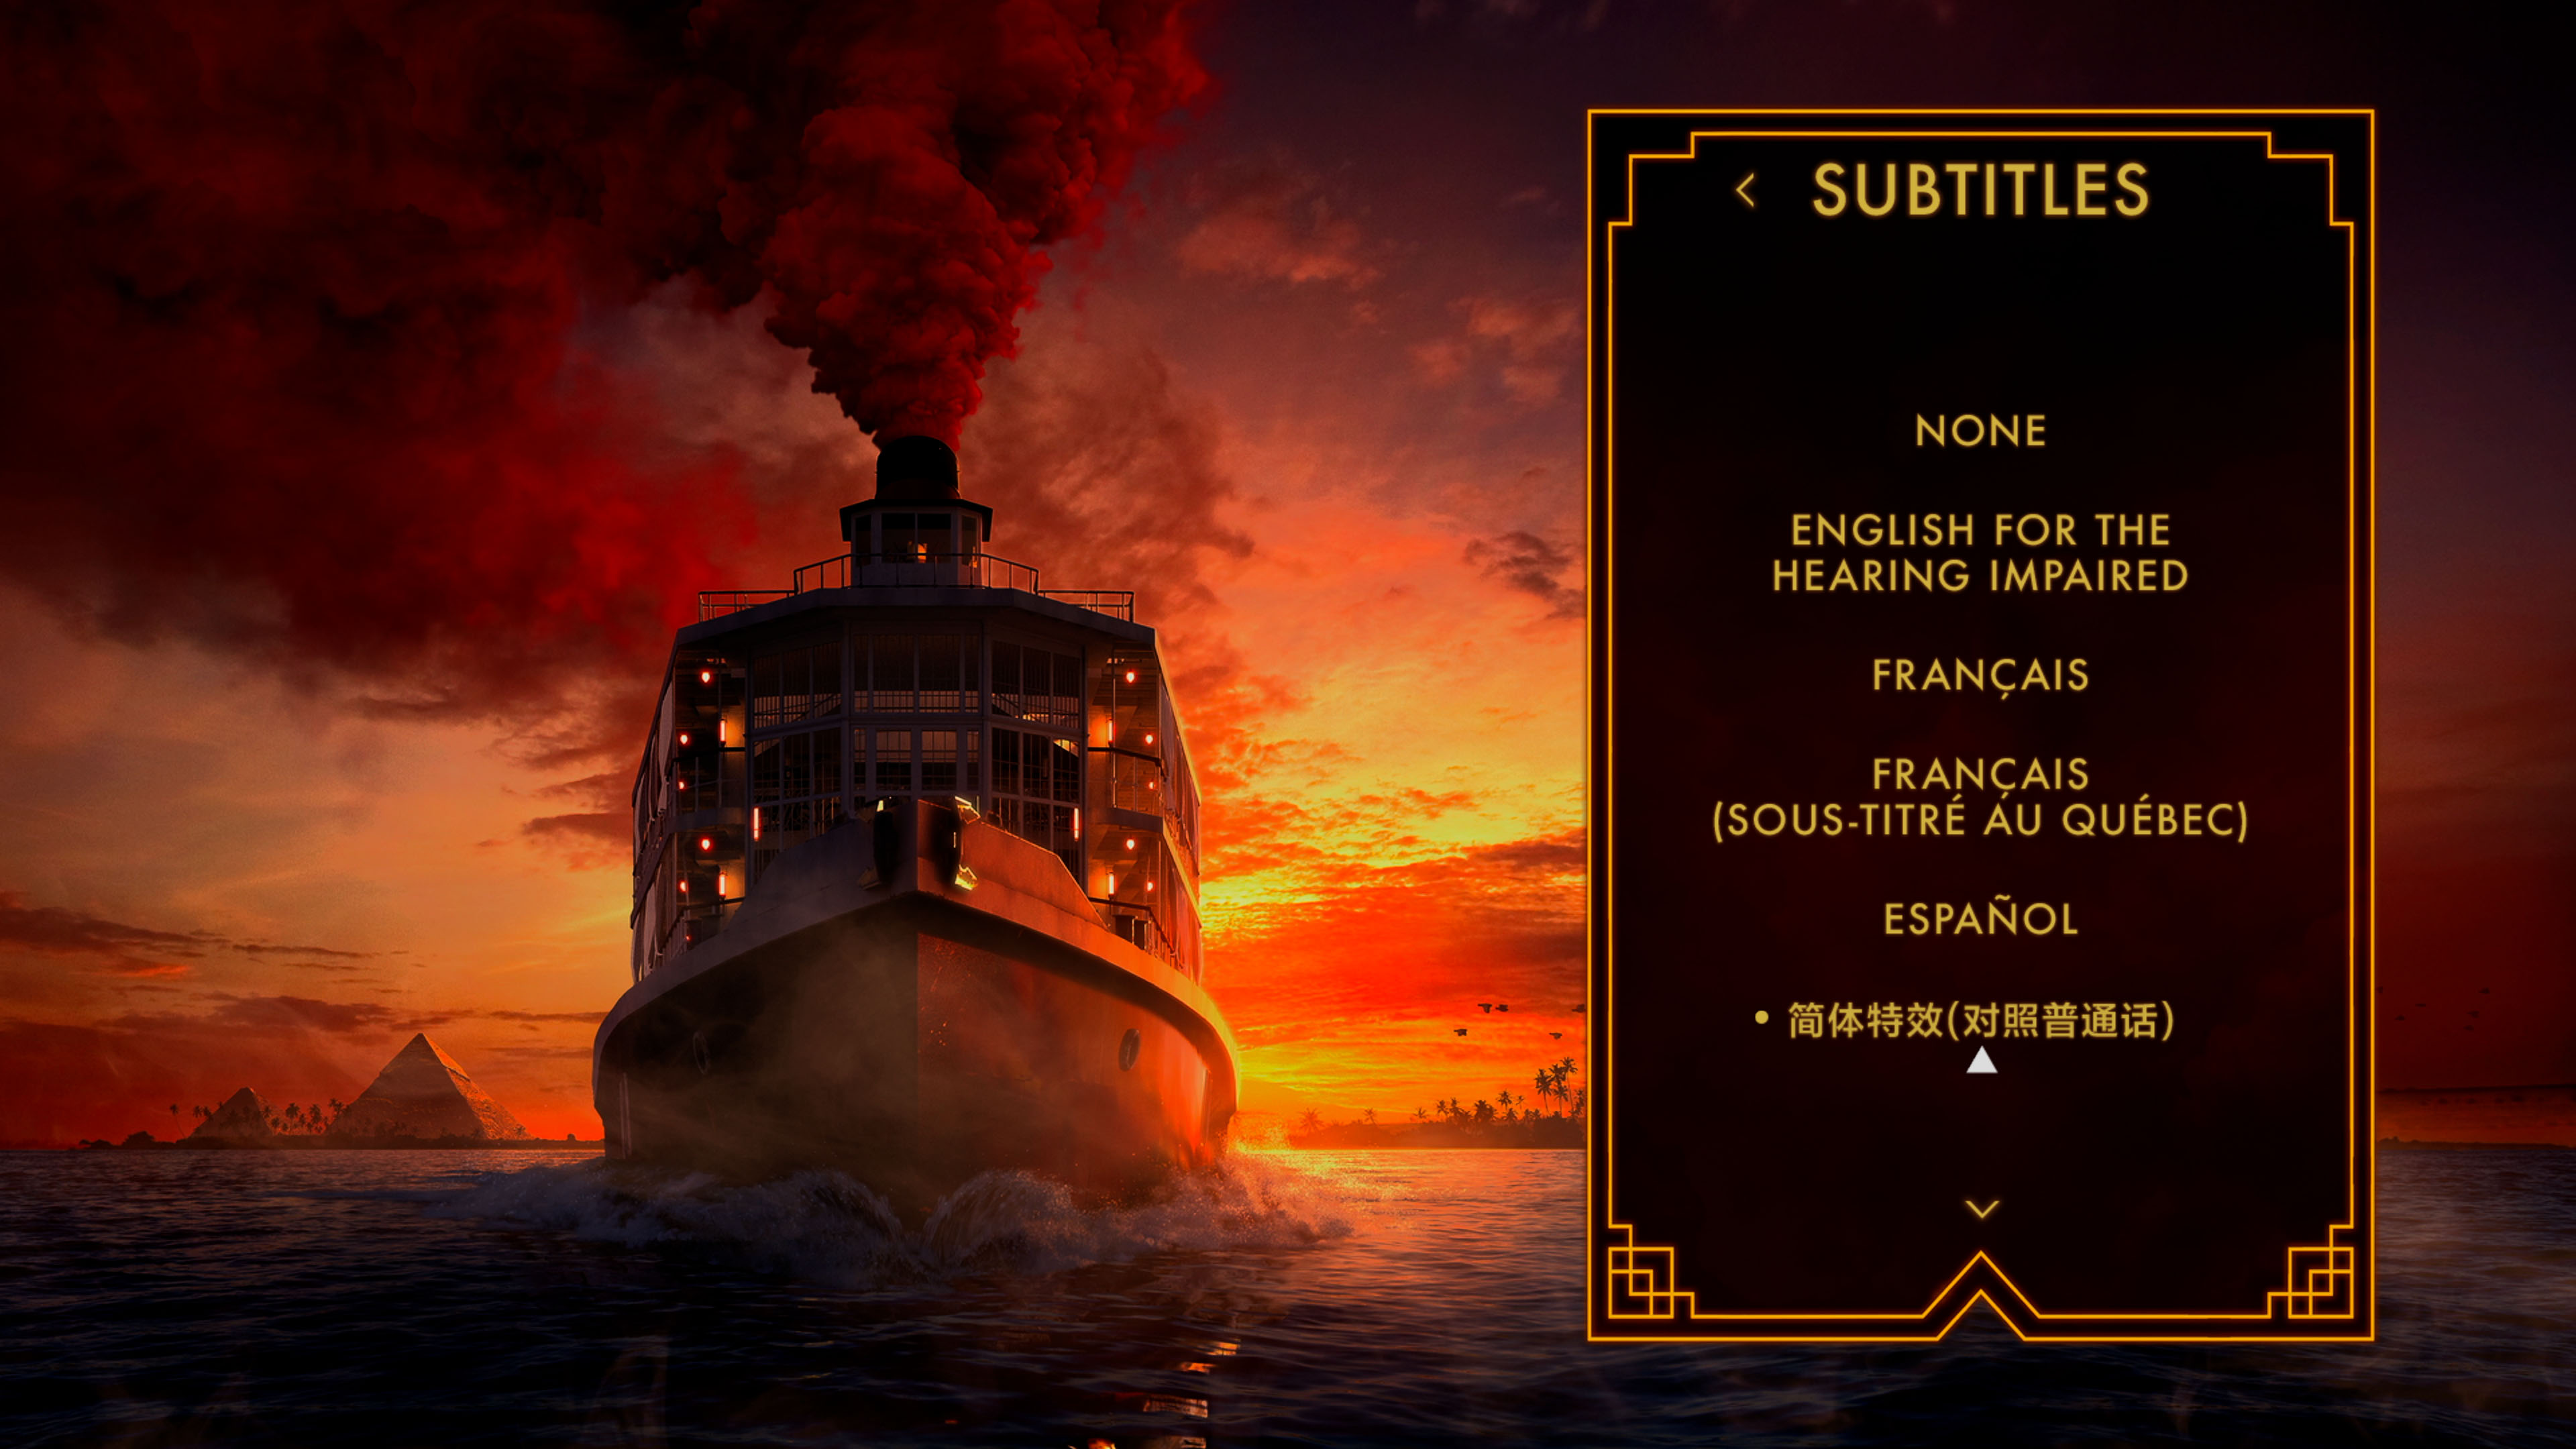 SUBTITLES
NONE
ENGLISH FOR THE
HEARING IMPAIRED
FRANÇAIS
FRANÇAIS
(SOUS-TITRÉ AU QUÉBEC)
ESPAÑOL
简体特效(对照普通话)